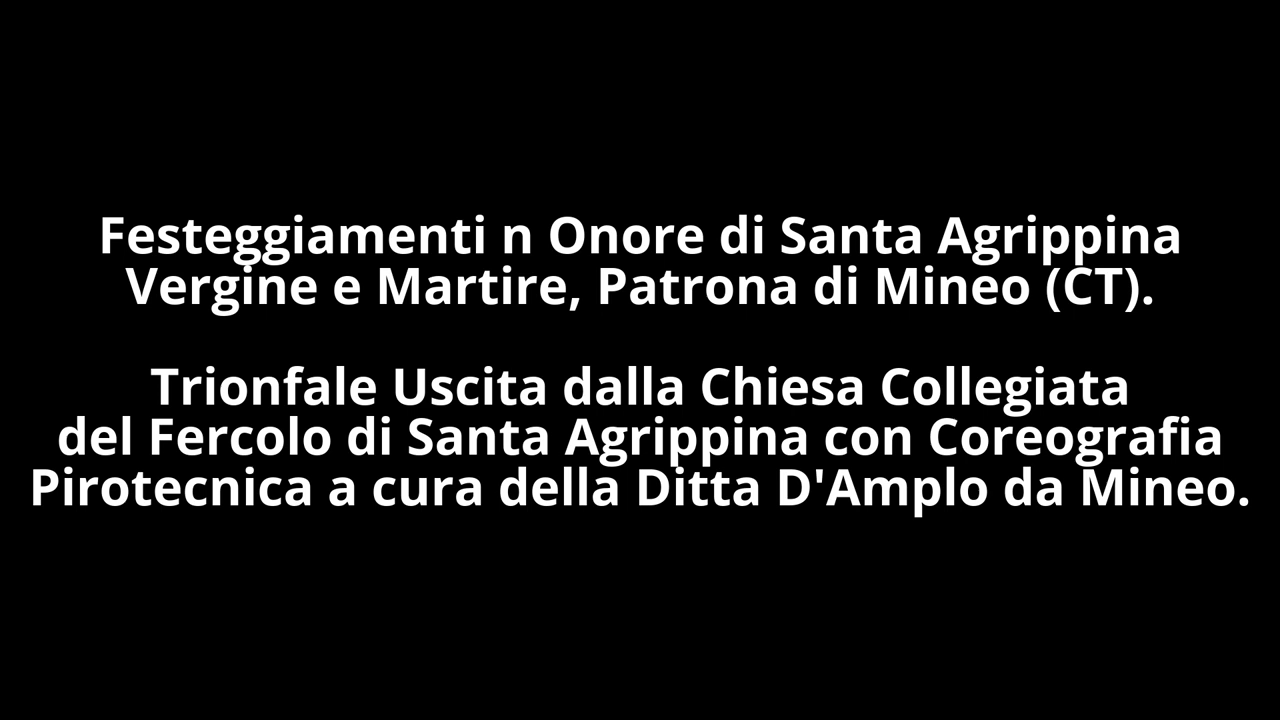 Festeggiamenti n Onore di Santa Agrippina
Vergine e Martire, Patrona di Mineo (CT).
Trionfale Uscita dalla Chiesa Collegiata
del Fercolo di Santa Agrippina con Coreografia
Pirotecnica a cura della Ditta D'Amplo da Mineo.